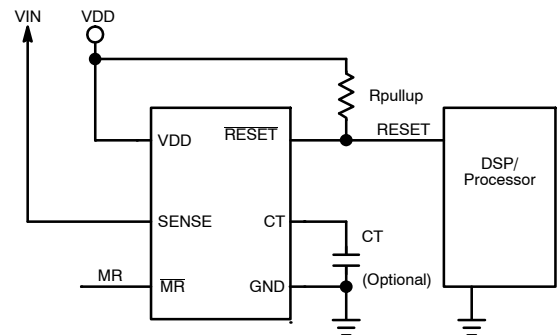 VIN VDD
Rpullup
VDD RESET RESET
DSP/
Processor
SENSE CT CT
MR MR GND (Optional)